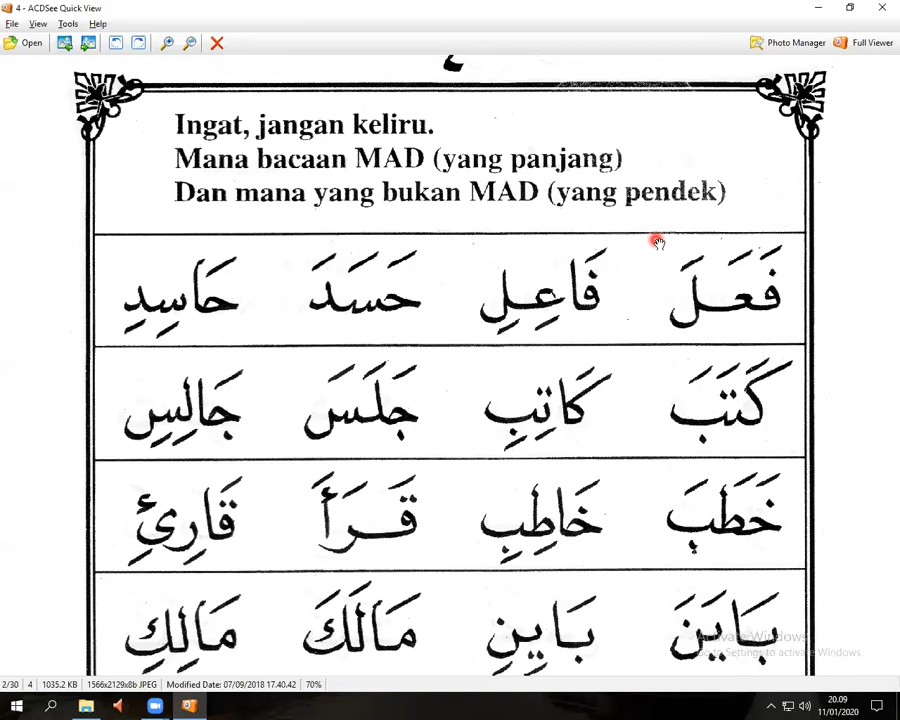 4 - ACDSee Quick View
File View Tools Help
Open Photo Manager Full Viewer
Ingat, jangan keliru.
Mana bacaan MAD (yang panjang)
Dan mana yang bukan MAD (yang pendek)
فَعَلَ فَاعِلِ حَسَدَ حَاسِدِ
كَتَبَ كَاتِبِ جَلَسَ جَالِسِ
خَطَبَ خَاطِبِ قَرَأَ قَارِئِ
بَايَنَ بَايِنِ مَالَكَ مَالِكِ
Activate Windows
Go to Settings to activate Windows
2/30 4 1035.2 KB 1566x2129x8b JPEG Modified Date: 07/09/2018 17.40.42 70%
20.09
11/01/2020